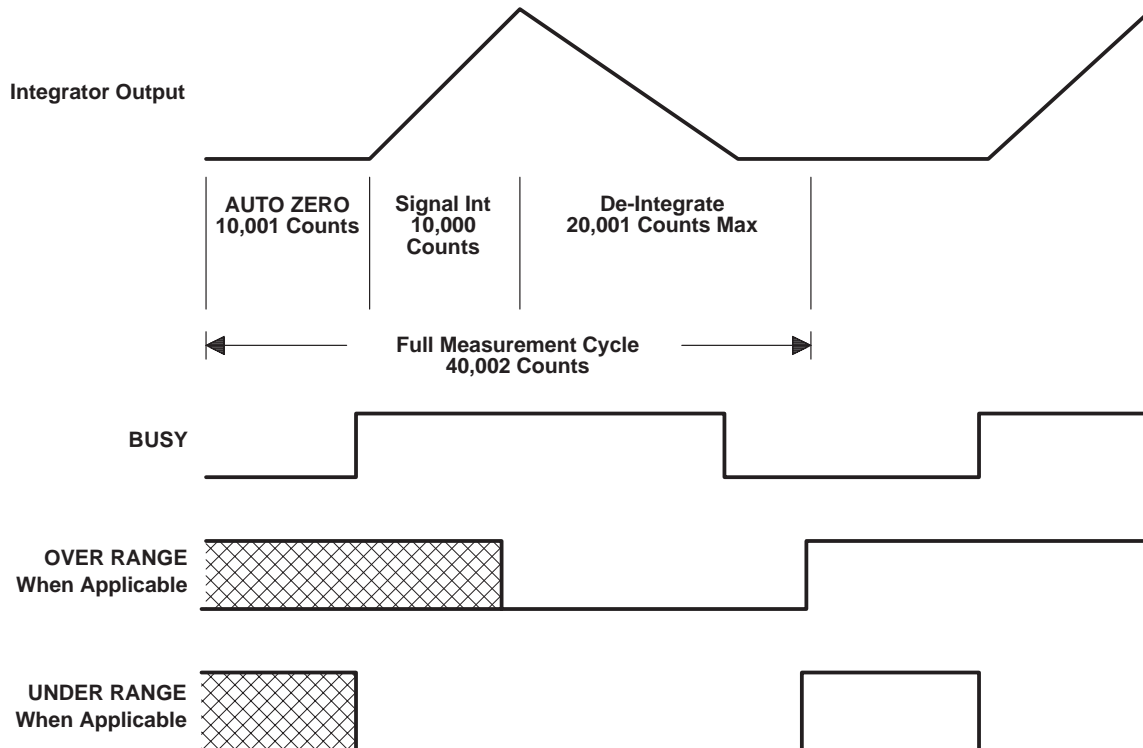 Integrator Output
AUTO ZERO
10,001 Counts
Signal Int
10,000
Counts
De-Integrate
20,001 Counts Max
Full Measurement Cycle
40,002 Counts
BUSY
OVER RANGE
When Applicable
UNDER RANGE
When Applicable